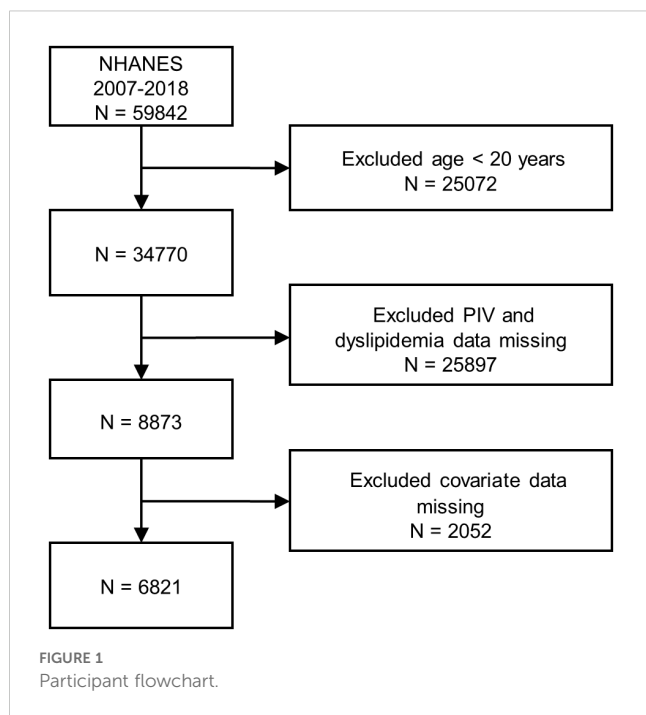 NHANES
2007-2018
N = 59842
Excluded age < 20 years
N = 25072
N = 34770
Excluded PIV and
dyslipidemia data missing
N = 25897
N = 8873
Excluded covariate data
missing
N = 2052
N = 6821
FIGURE 1
Participant flowchart.